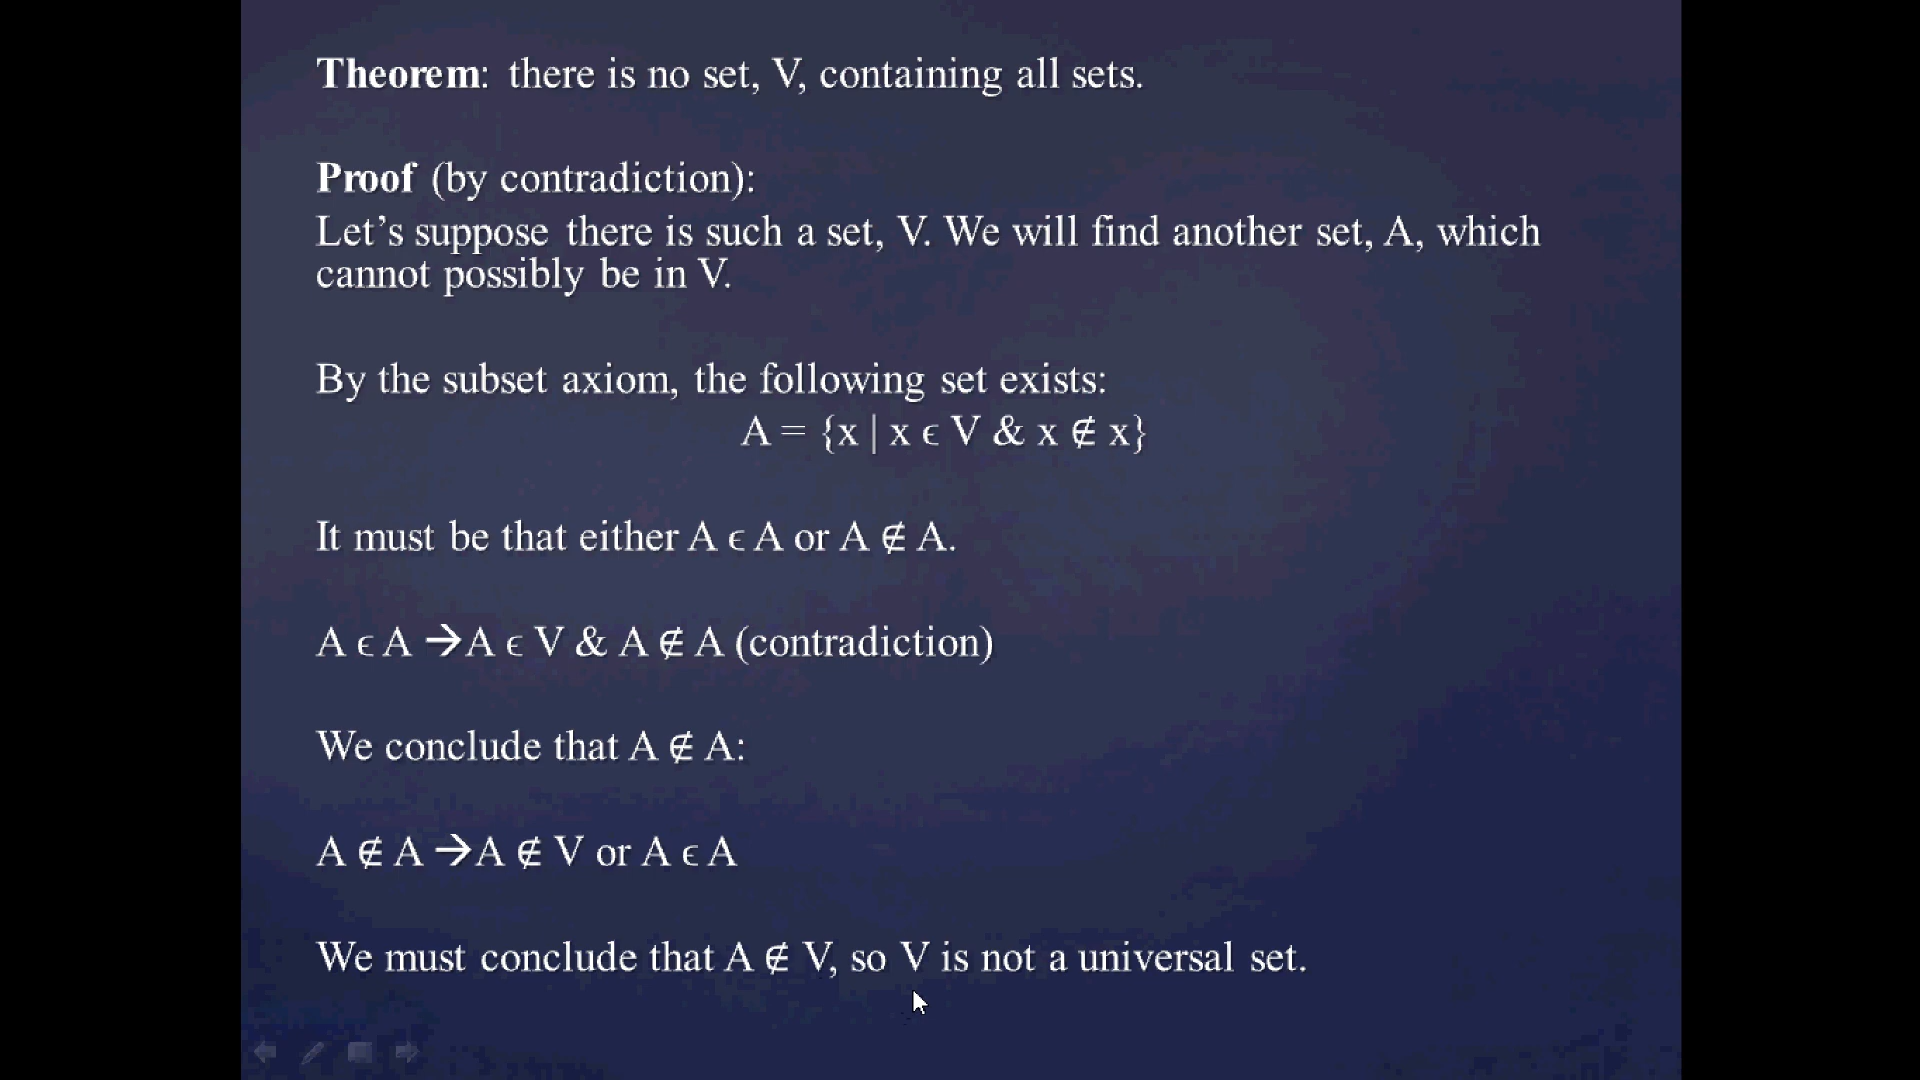 Theorem: there is no set, V, containing all sets.
Proof (by contradiction):
Let’s suppose there is such a set, V. We will find another set, A, which
cannot possibly be in V.
By the subset axiom, the following set exists:
A = {x | x ϵ V & x ∉ x}
It must be that either A ϵ A or A ∉ A.
A ϵ A →A ϵ V & A ∉ A (contradiction)
We conclude that A ∉ A:
A ∉ A →A ∉ V or A ϵ A
We must conclude that A ∉ V, so V is not a universal set.